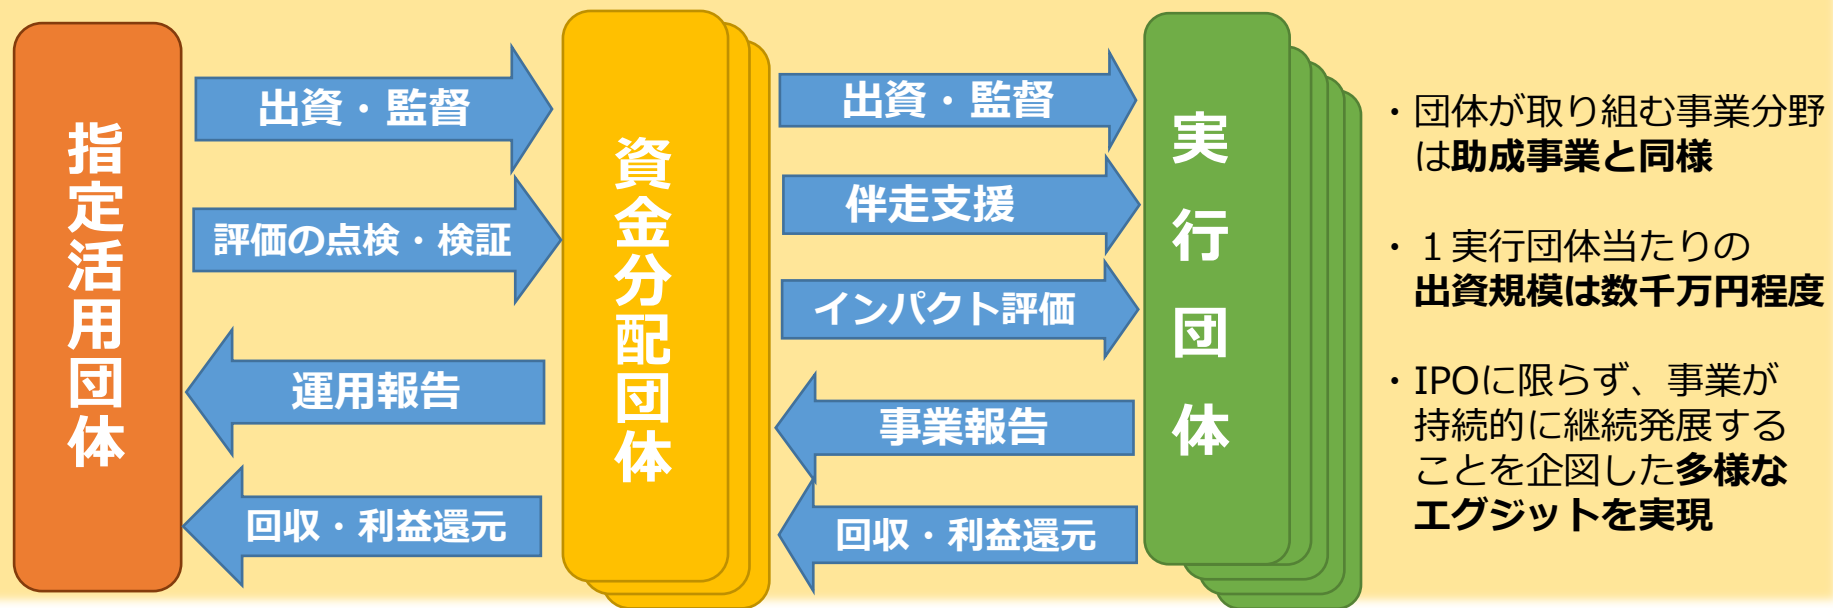 指定活用団体
出資・監督
評価の点検・検証
運用報告
回収・利益還元
資金分配団体
出資・監督
伴走支援
インパクト評価
事業報告
回収・利益還元
実行団体
・団体が取り組む事業分野
は助成事業と同様
・１実行団体当たりの
出資規模は数千万円程度
・IPOに限らず、事業が
持続的に継続発展する
ことを企図した多様な
エグジットを実現